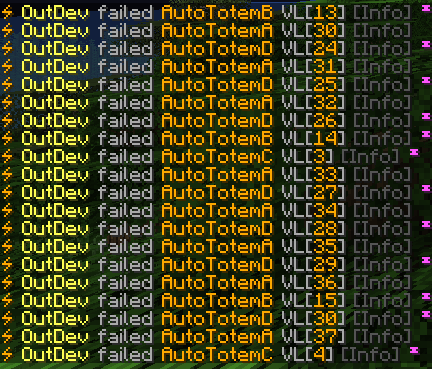 ⚡ OutDev failed AutoTotemB VL[13] [Info]
⚡ OutDev failed AutoTotemA VL[30] [Info]
⚡ OutDev failed AutoTotemD VL[24] [Info]
⚡ OutDev failed AutoTotemA VL[31] [Info]
⚡ OutDev failed AutoTotemD VL[25] [Info]
⚡ OutDev failed AutoTotemA VL[32] [Info]
⚡ OutDev failed AutoTotemD VL[26] [Info]
⚡ OutDev failed AutoTotemB VL[14] [Info]
⚡ OutDev failed AutoTotemC VL[3] [Info]
⚡ OutDev failed AutoTotemA VL[33] [Info]
⚡ OutDev failed AutoTotemD VL[27] [Info]
⚡ OutDev failed AutoTotemA VL[34] [Info]
⚡ OutDev failed AutoTotemD VL[28] [Info]
⚡ OutDev failed AutoTotemA VL[35] [Info]
⚡ OutDev failed AutoTotemD VL[29] [Info]
⚡ OutDev failed AutoTotemA VL[36] [Info]
⚡ OutDev failed AutoTotemB VL[15] [Info]
⚡ OutDev failed AutoTotemD VL[30] [Info]
⚡ OutDev failed AutoTotemA VL[37] [Info]
⚡ OutDev failed AutoTotemC VL[4] [Info]